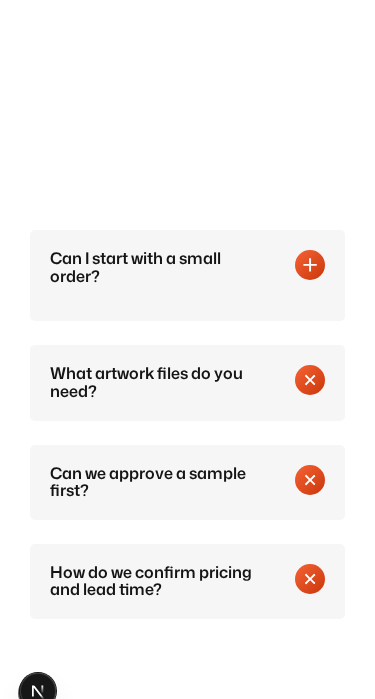 Can I start with a small
order?
What artwork files do you
need?
Can we approve a sample
first?
How do we confirm pricing
and lead time?
N